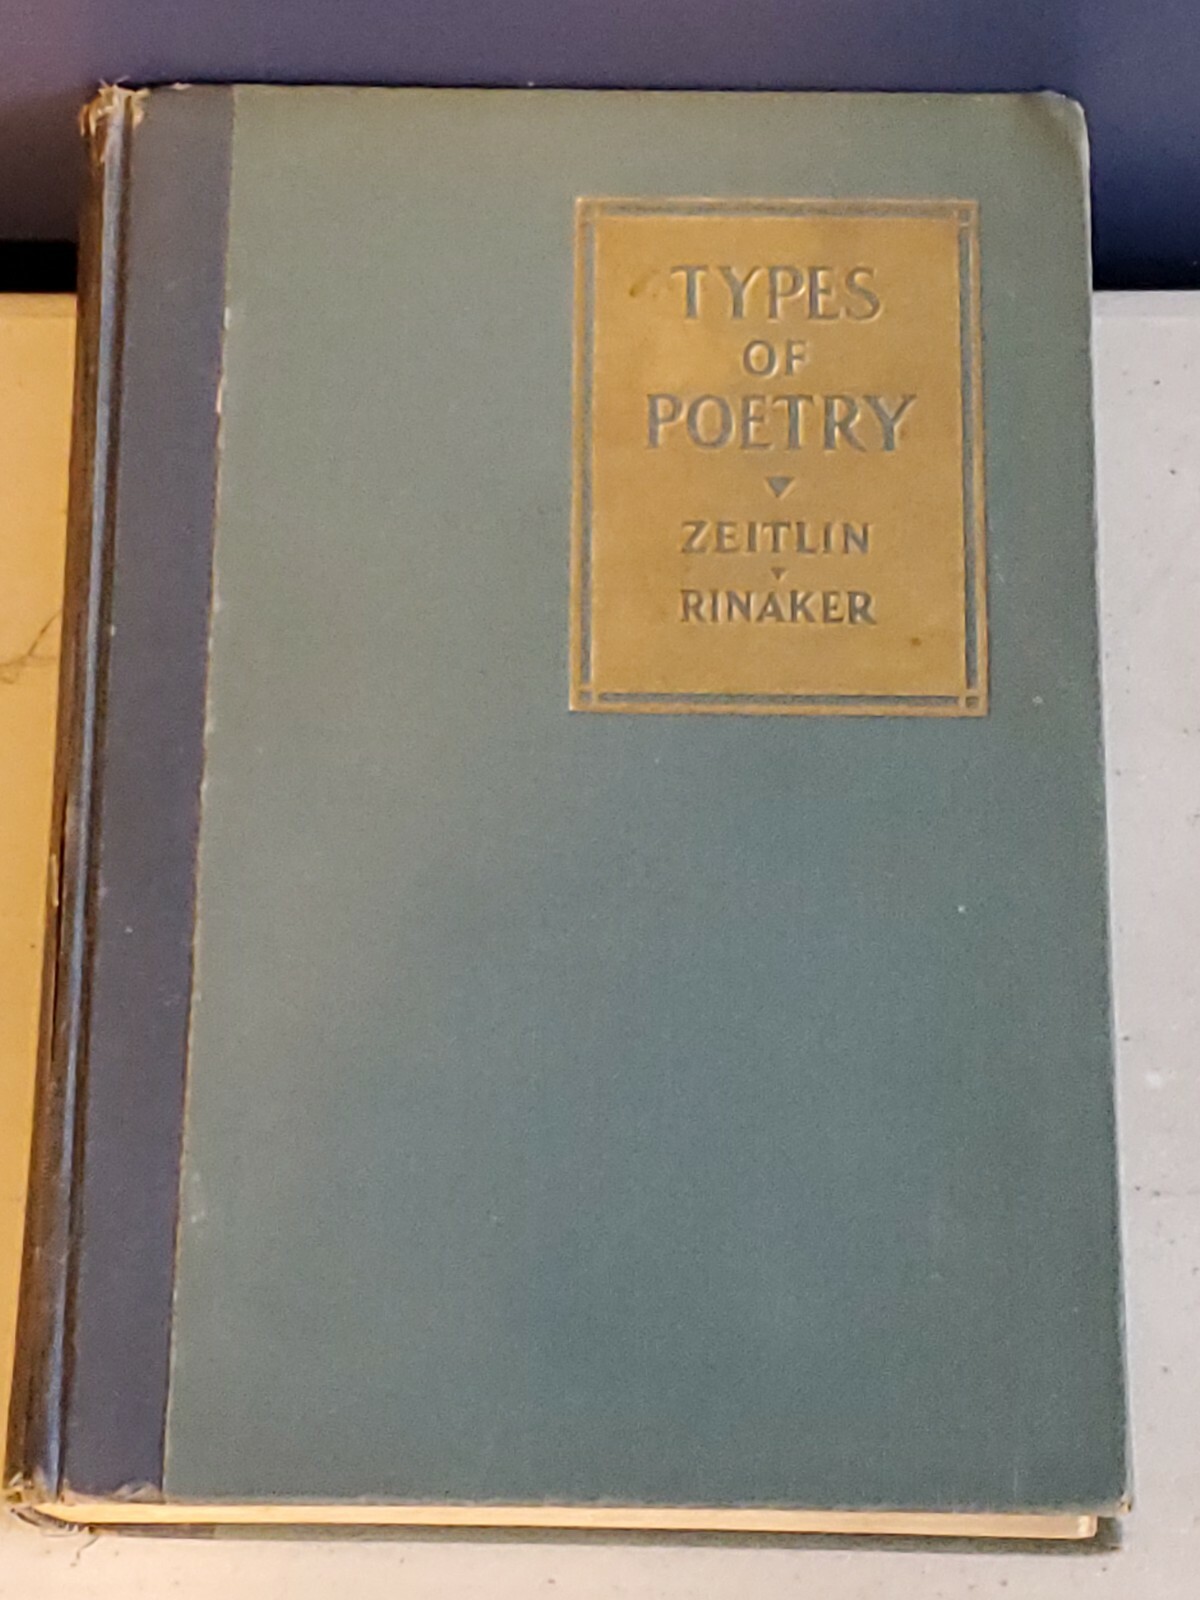 TYPES
OF
POETRY
ZEITLIN
RINAKER